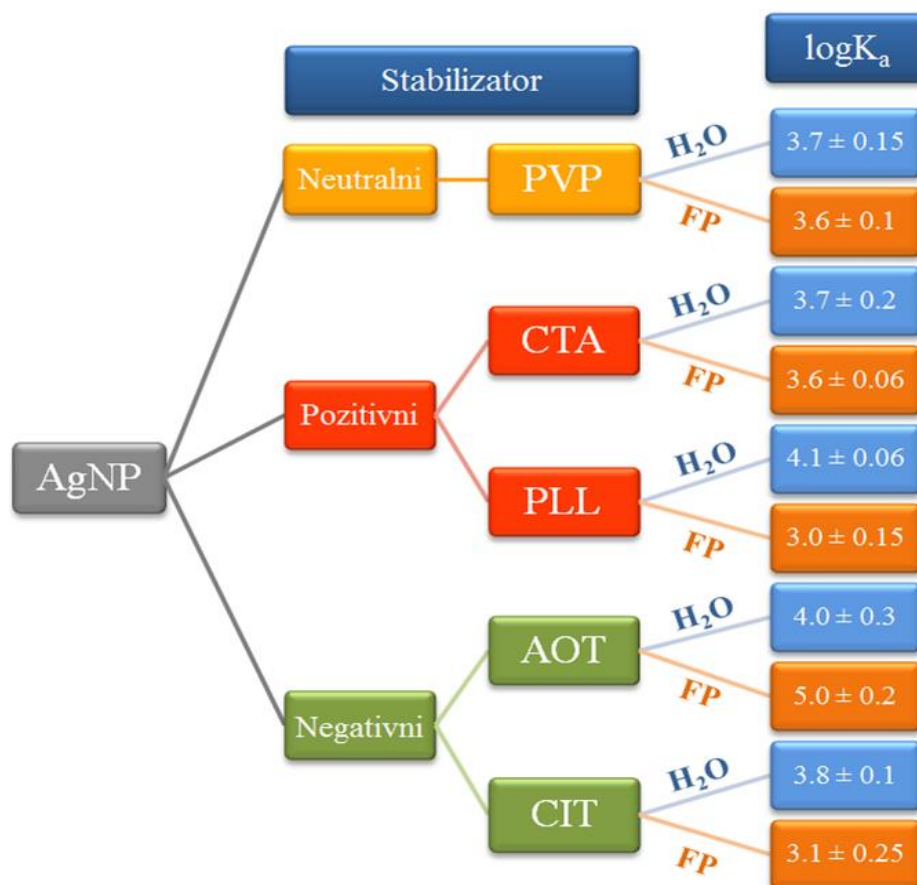 Stabilizator
logKₐ
AgNP
Neutralni
PVP
H₂O
3.7 ± 0.15
FP
3.6 ± 0.1
Pozitivni
CTA
H₂O
3.7 ± 0.2
FP
3.6 ± 0.06
PLL
H₂O
4.1 ± 0.06
FP
3.0 ± 0.15
Negativni
AOT
H₂O
4.0 ± 0.3
FP
5.0 ± 0.2
CIT
H₂O
3.8 ± 0.1
FP
3.1 ± 0.25